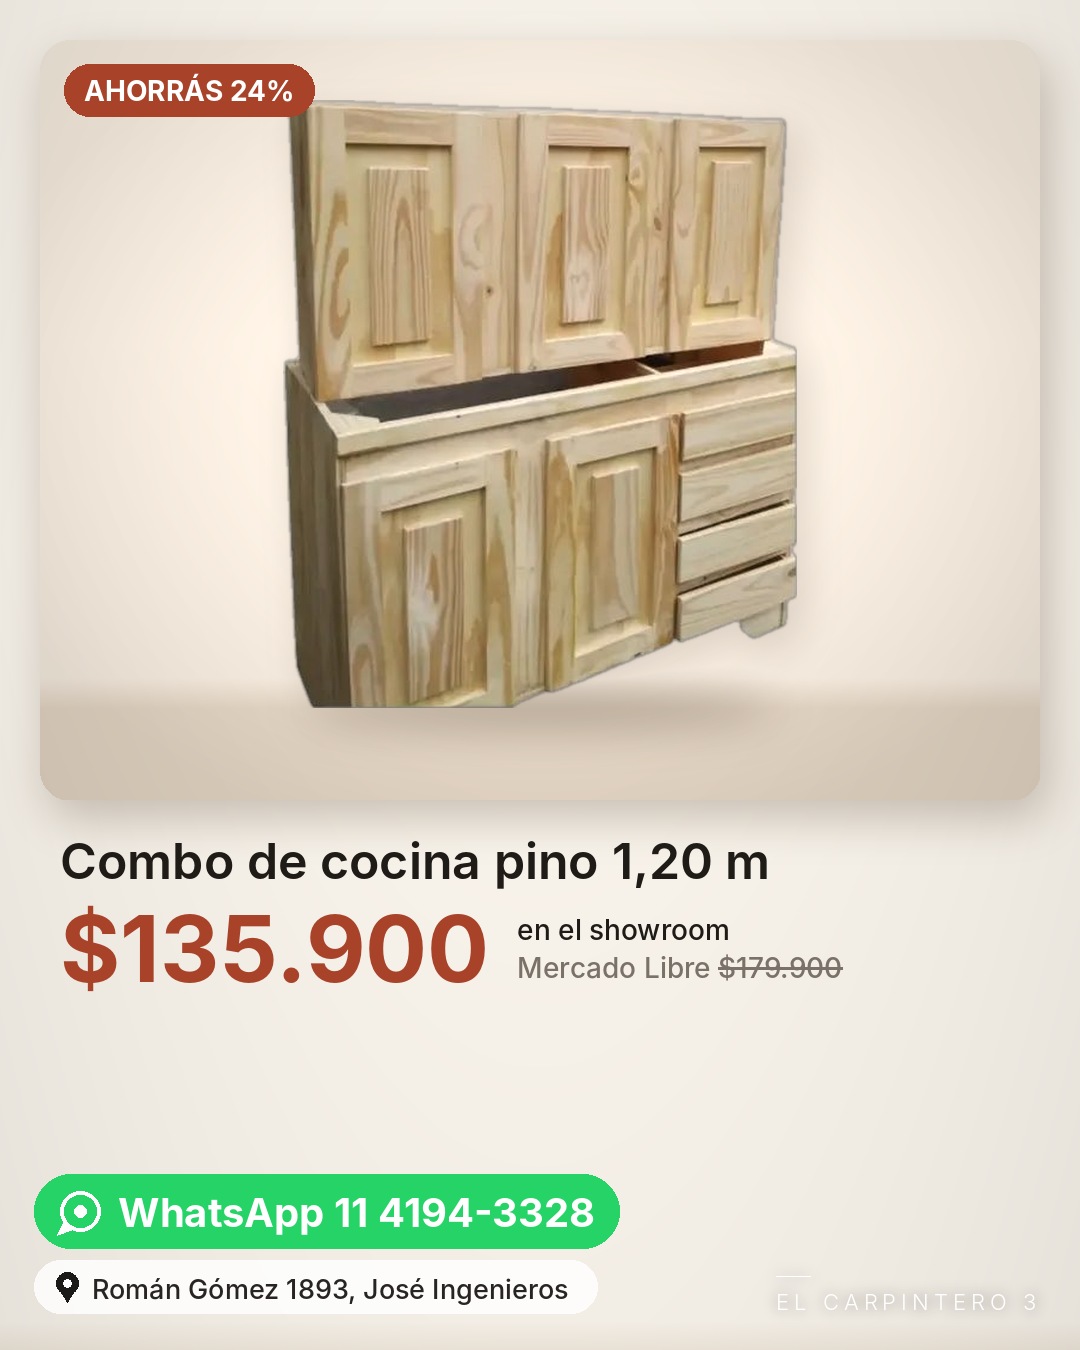 AHORRÁS 24%
Combo de cocina pino 1,20 m
$135.900
en el showroom
Mercado Libre $179.900
WhatsApp 11 4194-3328
Román Gómez 1893, José Ingenieros
EL CARPINTERO 3